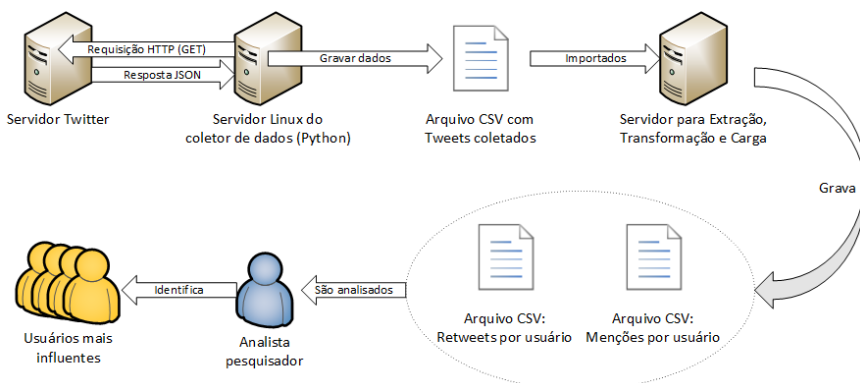 Requisição HTTP (GET)
Resposta JSON
Gravar dados
Importados
Servidor Twitter
Servidor Linux do
coletor de dados (Python)
Arquivo CSV com
Tweets coletados
Servidor para Extração,
Transformação e Carga
Grava
São analisados
Identifica
Arquivo CSV:
Retweets por usuário
Arquivo CSV:
Menções por usuário
Analista
pesquisador
Usuários mais
influentes